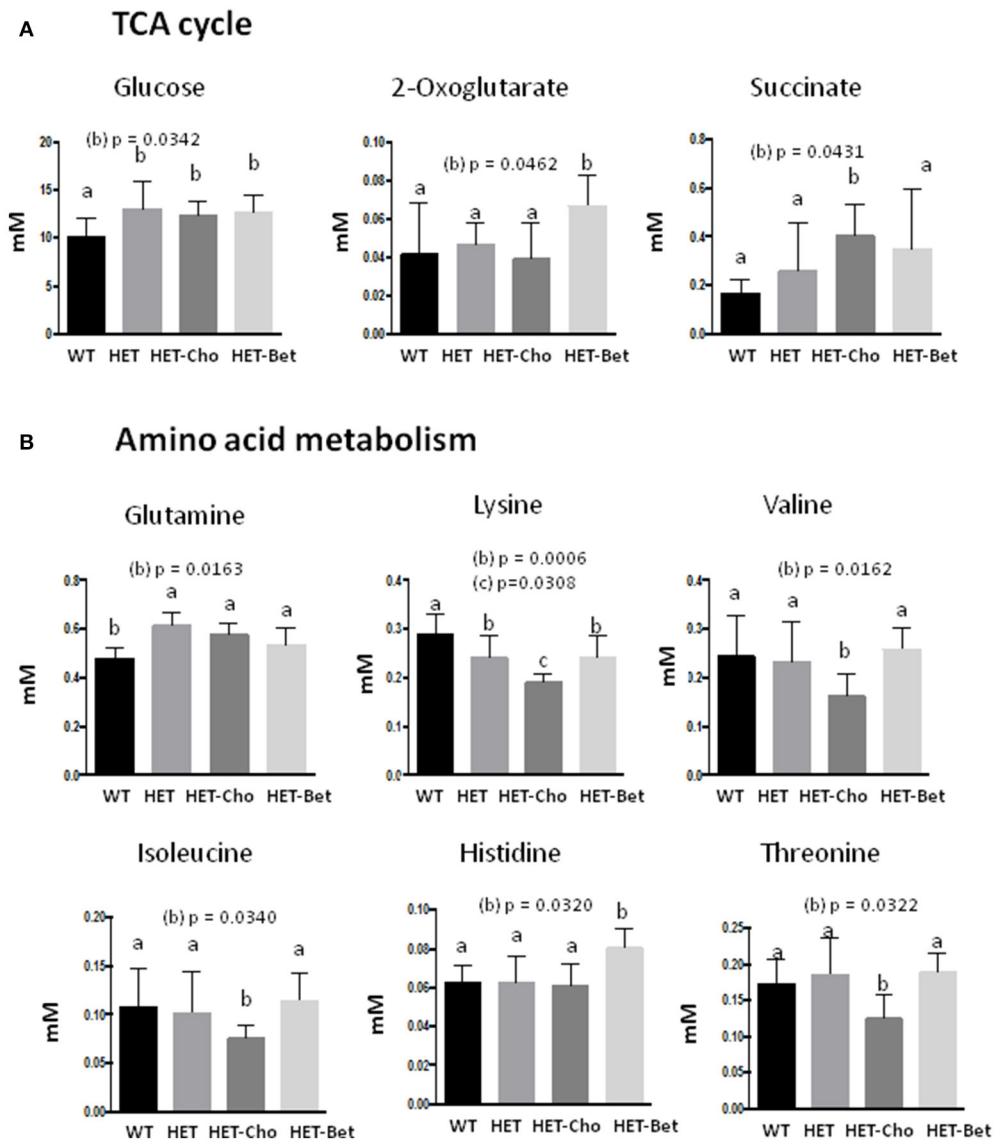 A TCA cycle
Glucose
(b) p = 0.0342
20
15
10
5
0
mM
a
b
b
b
WT HET HET-Cho HET-Bet
2-Oxoglutarate
(b) p = 0.0462
0.10
0.08
0.06
0.04
0.02
0.00
mM
a
a
a
b
WT HET HET-Cho HET-Bet
Succinate
(b) p = 0.0431
0.8
0.6
0.4
0.2
0.0
mM
a
a
b
a
WT HET HET-Cho HET-Bet
B Amino acid metabolism
Glutamine
(b) p = 0.0163
0.8
0.6
0.4
0.2
0.0
mM
b
a
a
a
WT HET HET-Cho HET-Bet
Lysine
(b) p = 0.0006
(c) p=0.0308
0.4
0.3
0.2
0.1
0.0
mM
a
b
c
b
WT HET HET-Cho HET-Bet
Valine
(b) p = 0.0162
0.4
0.3
0.2
0.1
0.0
mM
a
a
b
a
WT HET HET-Cho HET-Bet
Isoleucine
(b) p = 0.0340
0.20
0.15
0.10
0.05
0.00
mM
a
a
b
a
WT HET HET-Cho HET-Bet
Histidine
(b) p = 0.0320
0.10
0.08
0.06
0.04
0.02
0.00
mM
a
a
a
b
WT HET HET-Cho HET-Bet
Threonine
(b) p = 0.0322
0.25
0.20
0.15
0.10
0.05
0.00
mM
a
a
b
a
WT HET HET-Cho HET-Bet